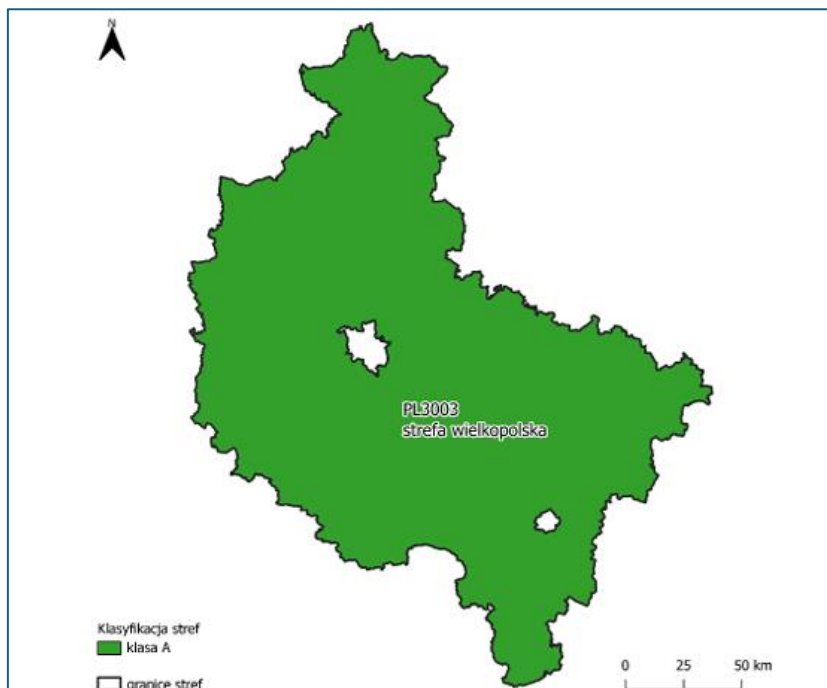 N
PL3003
strefa wielkopolska
Klasyfikacja stref
klasa A
granice stref
0 25 50 km